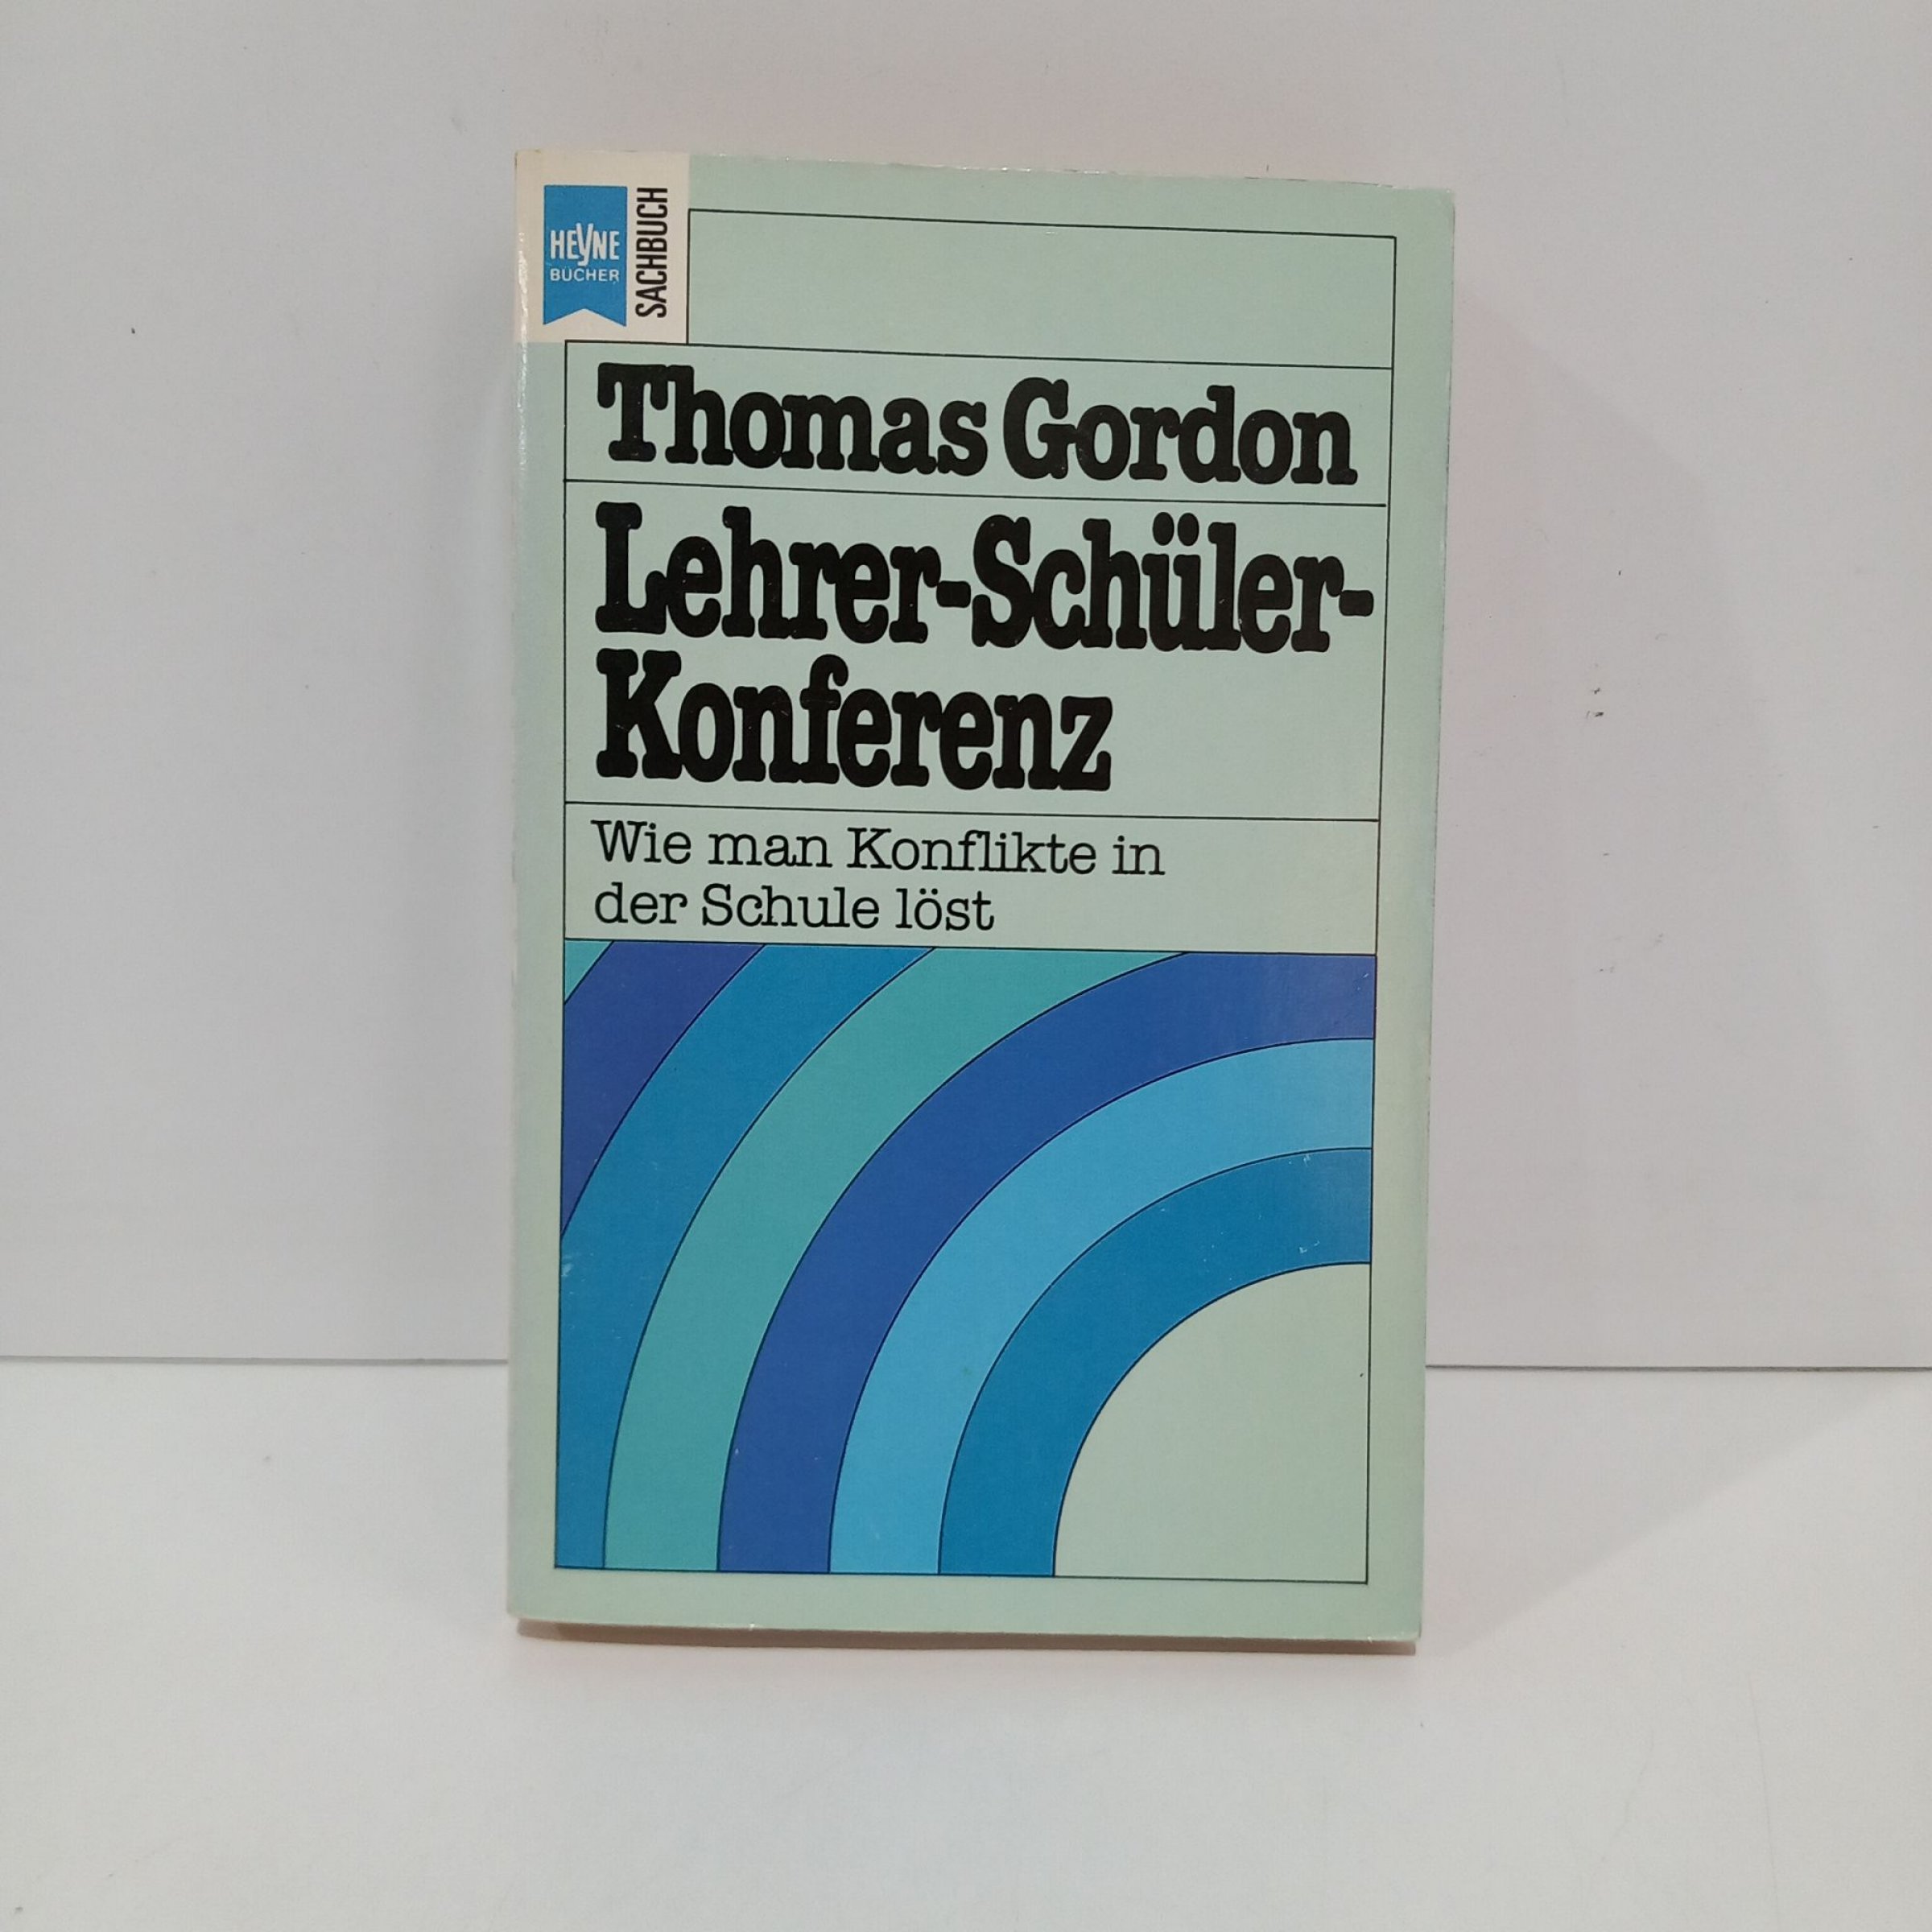 HEYNE
BÜCHER
SACHBUCH
Thomas Gordon
Lehrer-Schüler-
Konferenz
Wie man Konflikte in
der Schule löst